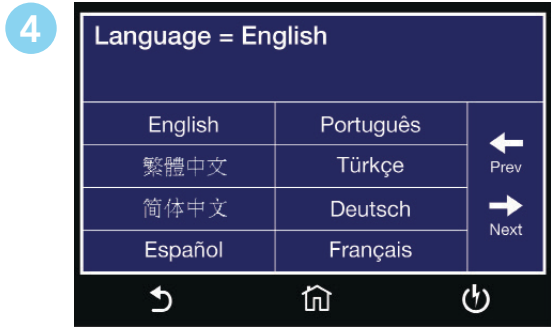 4
Language = English
English
Português
繁體中文
Türkçe
Prev
简体中文
Deutsch
Next
Español
Français